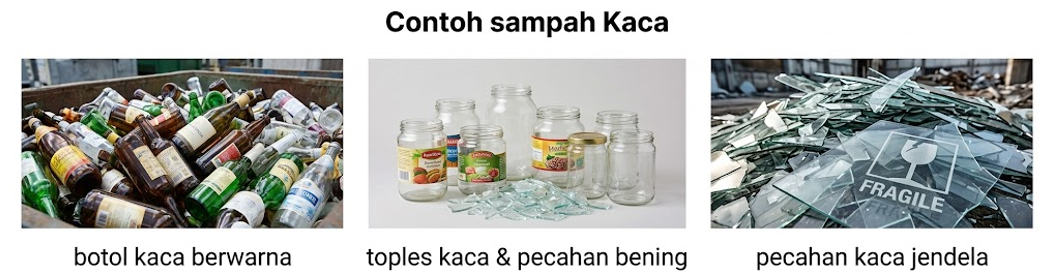 Contoh sampah Kaca
FRAGILE
botol kaca berwarna
toples kaca & pecahan bening
pecahan kaca jendela